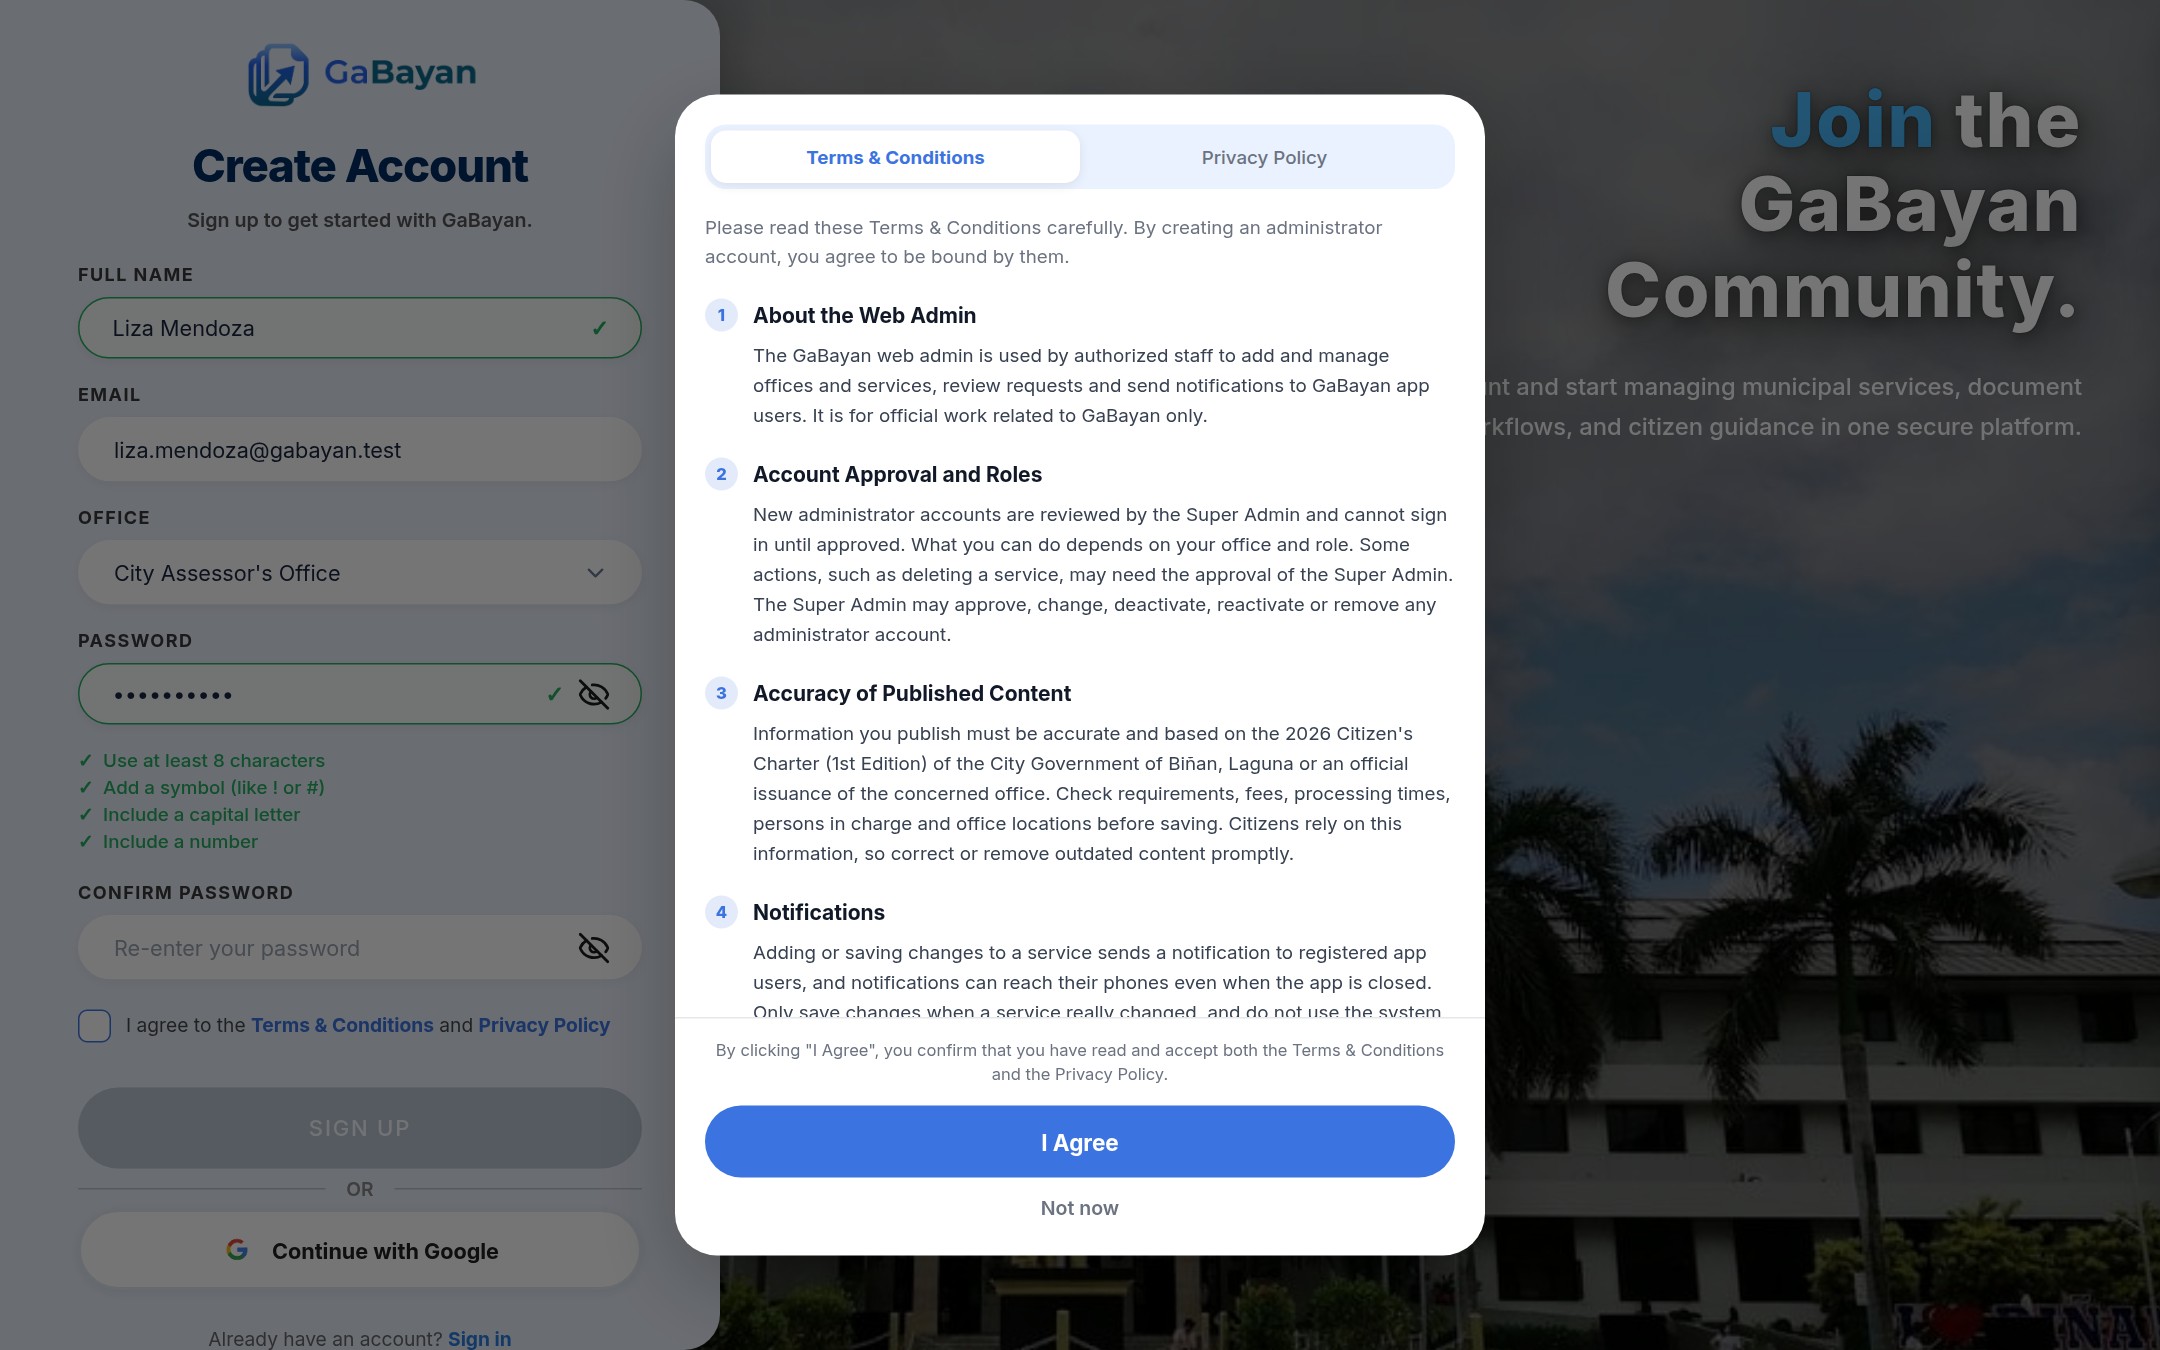 GaBayan
Create Account
Sign up to get started with GaBayan.
FULL NAME
Liza Mendoza
✓
EMAIL
liza.mendoza@gabayan.test
OFFICE
City Assessor's Office
PASSWORD
••••••••••
✓
✓ Use at least 8 characters
✓ Add a symbol (like ! or #)
✓ Include a capital letter
✓ Include a number
CONFIRM PASSWORD
Re-enter your password
I agree to the Terms & Conditions and Privacy Policy
SIGN UP
OR
Continue with Google
Already have an account? Sign in
Terms & Conditions
Privacy Policy
Please read these Terms & Conditions carefully. By creating an administrator
account, you agree to be bound by them.
1 About the Web Admin
The GaBayan web admin is used by authorized staff to add and manage
offices and services, review requests and send notifications to GaBayan app
users. It is for official work related to GaBayan only.
2 Account Approval and Roles
New administrator accounts are reviewed by the Super Admin and cannot sign
in until approved. What you can do depends on your office and role. Some
actions, such as deleting a service, may need the approval of the Super Admin.
The Super Admin may approve, change, deactivate, reactivate or remove any
administrator account.
3 Accuracy of Published Content
Information you publish must be accurate and based on the 2026 Citizen's
Charter (1st Edition) of the City Government of Biñan, Laguna or an official
issuance of the concerned office. Check requirements, fees, processing times,
persons in charge and office locations before saving. Citizens rely on this
information, so correct or remove outdated content promptly.
4 Notifications
Adding or saving changes to a service sends a notification to registered app
users, and notifications can reach their phones even when the app is closed.
Only save changes when a service really changed, and do not use the system
By clicking "I Agree", you confirm that you have read and accept both the Terms & Conditions
and the Privacy Policy.
I Agree
Not now
Join the
GaBayan
Community.
and start managing municipal services, document
and citizen guidance in one secure platform.